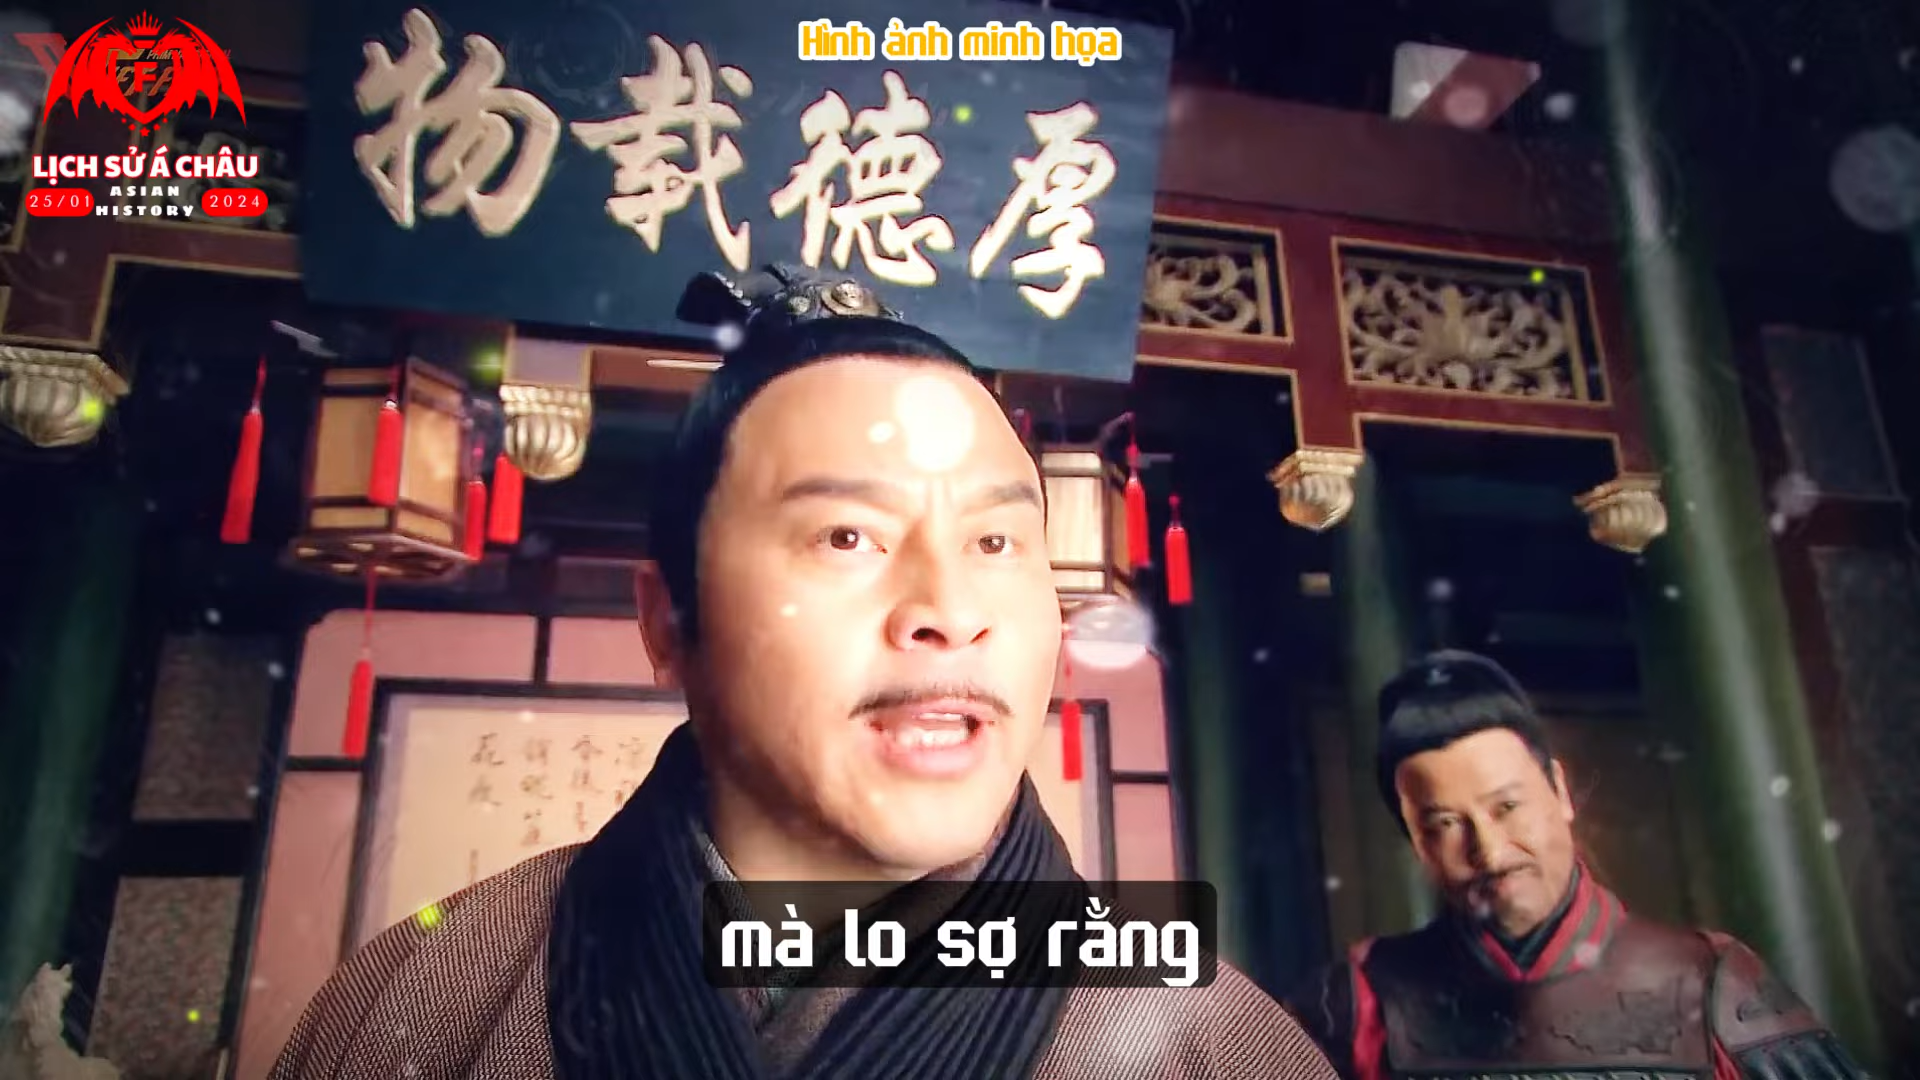 Hình ảnh minh họa
厚德载物
LỊCH SỬ Á CHÂU
ASIAN
25/01 HISTORY 2024
mà lo sợ rằng